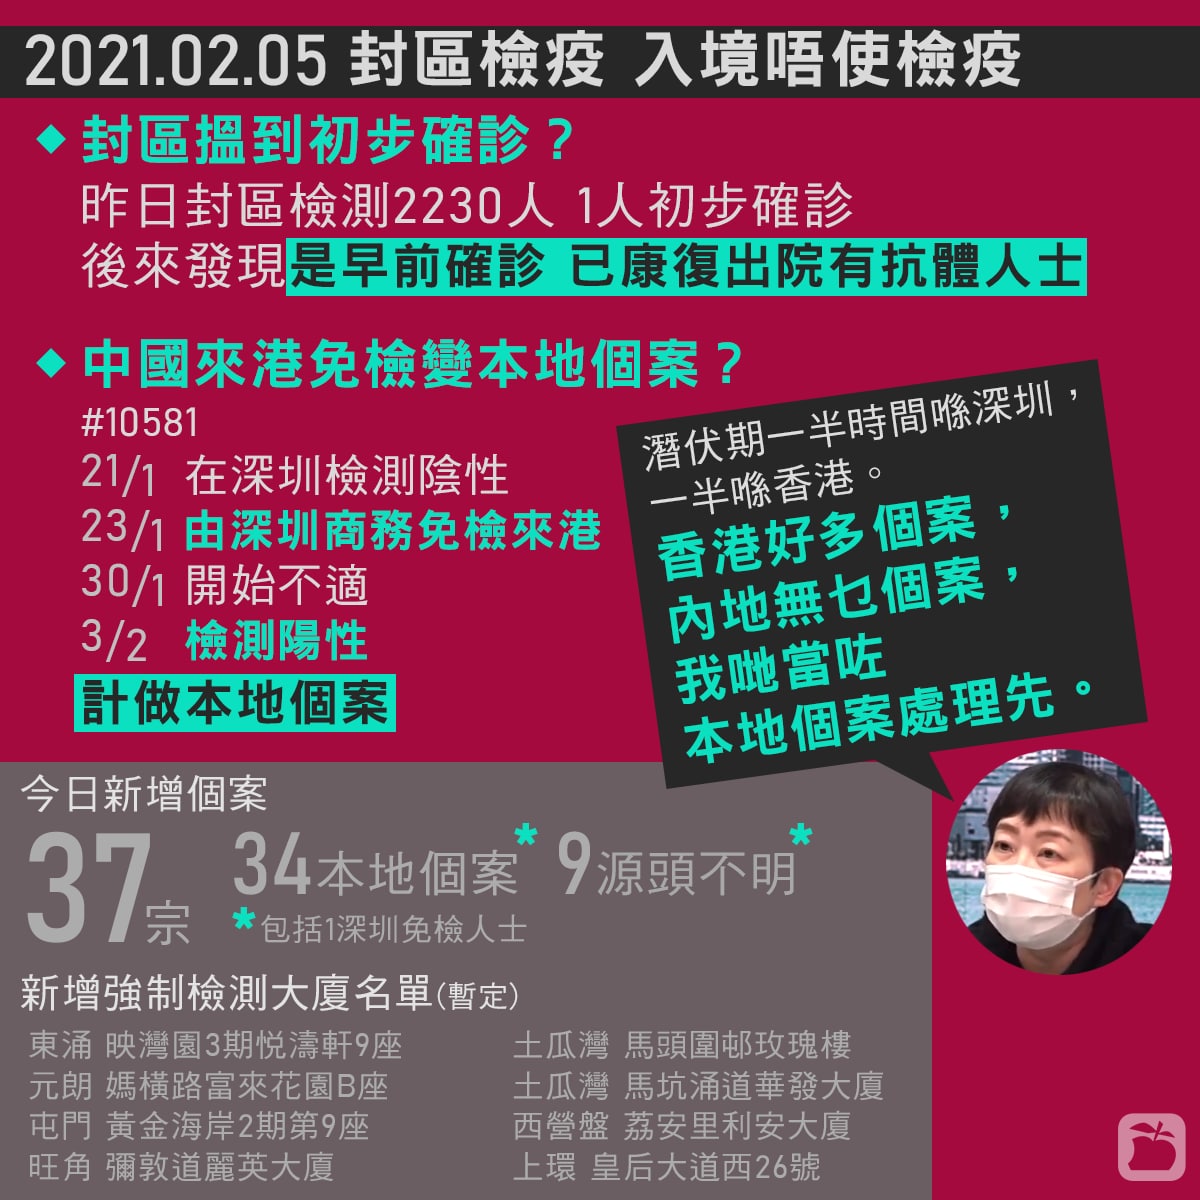 2021.02.05 封區檢疫 入境唔使檢疫
封區搵到初步確診？
昨日封區檢測2230人 1人初步確診
後來發現是早前確診 已康復出院有抗體人士
中國來港免檢變本地個案？
#10581
21/1 在深圳檢測陰性
23/1 由深圳商務免檢來港
30/1 開始不適
3/2 檢測陽性
計做本地個案
潛伏期一半時間喺深圳，
一半喺香港。
香港好多個案，
內地無乜個案，
我哋當咗
本地個案處理先。
今日新增個案
37宗 34本地個案* 9源頭不明*
*包括1深圳免檢人士
新增強制檢測大廈名單(暫定)
東涌 映灣園3期悦濤軒9座
元朗 媽橫路富來花園B座
屯門 黃金海岸2期第9座
旺角 彌敦道麗英大廈
土瓜灣 馬頭圍邨玫瑰樓
土瓜灣 馬坑涌道華發大廈
西營盤 荔安里利安大廈
上環 皇后大道西26號